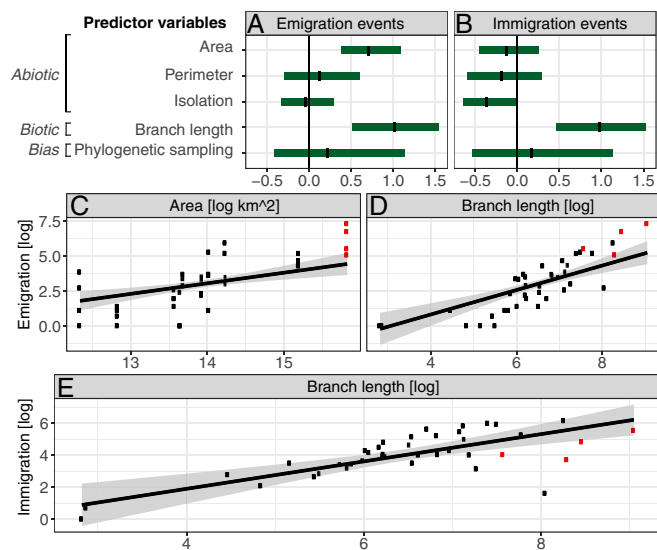 Predictor variables
A Emigration events
B Immigration events
Abiotic
Area
Perimeter
Isolation
Biotic
Branch length
Bias
Phylogenetic sampling
−0.5 0.0 0.5 1.0 1.5
−0.5 0.0 0.5 1.0 1.5
C Area [log km^2]
D Branch length [log]
Emigration [log]
7.5
5.0
2.5
0.0
13 14 15
4 6 8
E Branch length [log]
Immigration [log]
6
4
2
0
4 6 8